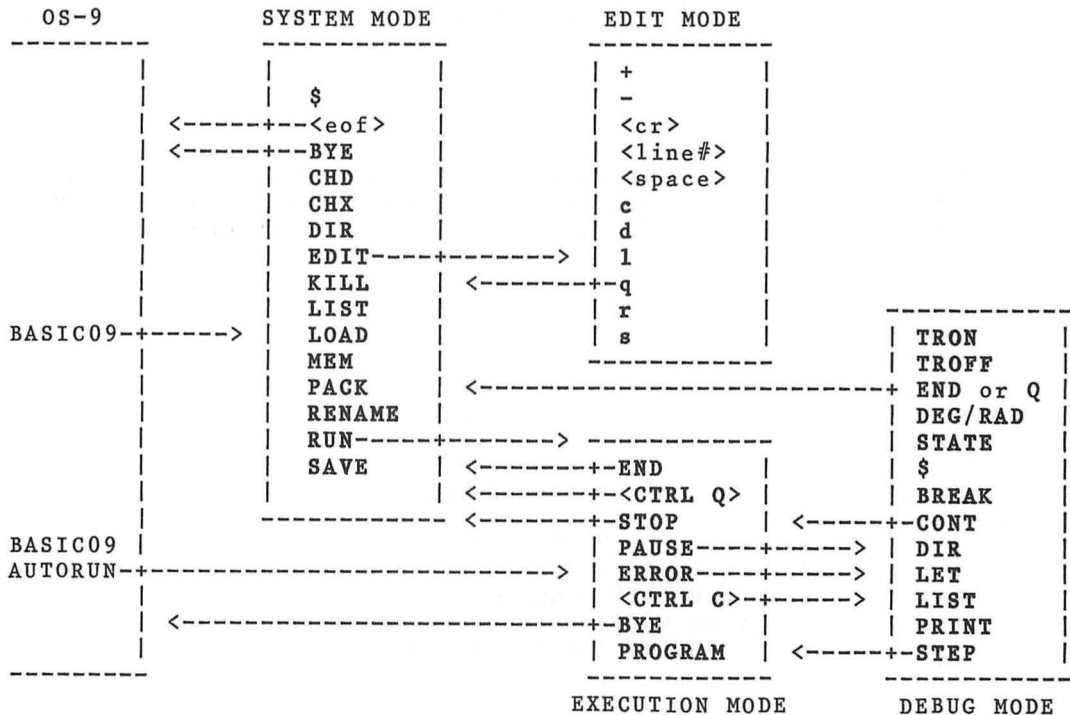 OS-9 SYSTEM MODE EDIT MODE
--------- ----------- -----------
| | | | + |
| | $ | | - |
| <-----+--<eof> | | <cr> |
| <-----+--BYE | | <line#> |
| | CHD | | <space> |
| | CHX | | c |
| | DIR | | d |
| | EDIT----+-------> | l |
| | KILL | <------+-q |
| | LIST | | r | -----------
BASIC09-+-----> | LOAD | | s | | TRON |
| | MEM | ----------- | TROFF |
| | PACK | <-------------------------+ END or Q |
| | RENAME | | DEG/RAD |
| | RUN-----+------> ----------- | STATE |
| | SAVE | <------+-END | | $ |
| | | <------+-<CTRL Q> | | BREAK |
| ----------- <------+-STOP | <-----+-CONT |
BASIC09 | | PAUSE----+-----> | DIR |
AUTORUN-+--------------------------> | ERROR----+-----> | LET |
| | <CTRL C>-+-----> | LIST |
| <--------------------------+-BYE | | PRINT |
| | PROGRAM | <-----+-STEP |
--------- ----------- -----------
EXECUTION MODE DEBUG MODE